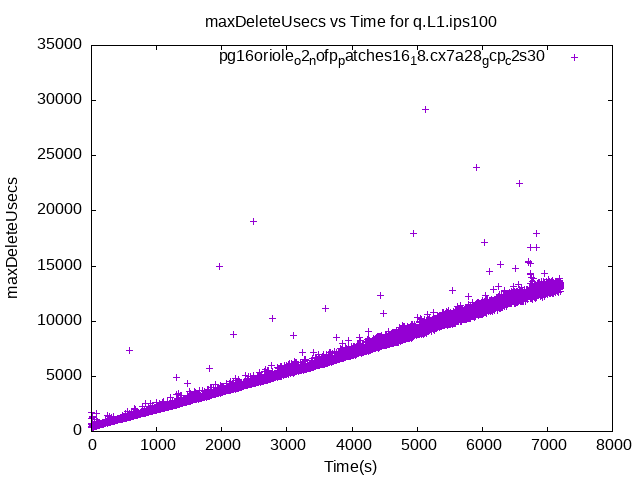 maxDeleteUsecs vs Time for q.L1.ips100
pg16oriole_o2_nofp_patches16_18.cx7a28_gcp_c2s30
35000
30000
25000
20000
15000
10000
5000
0
maxDeleteUsecs
0 1000 2000 3000 4000 5000 6000 7000 8000
Time(s)